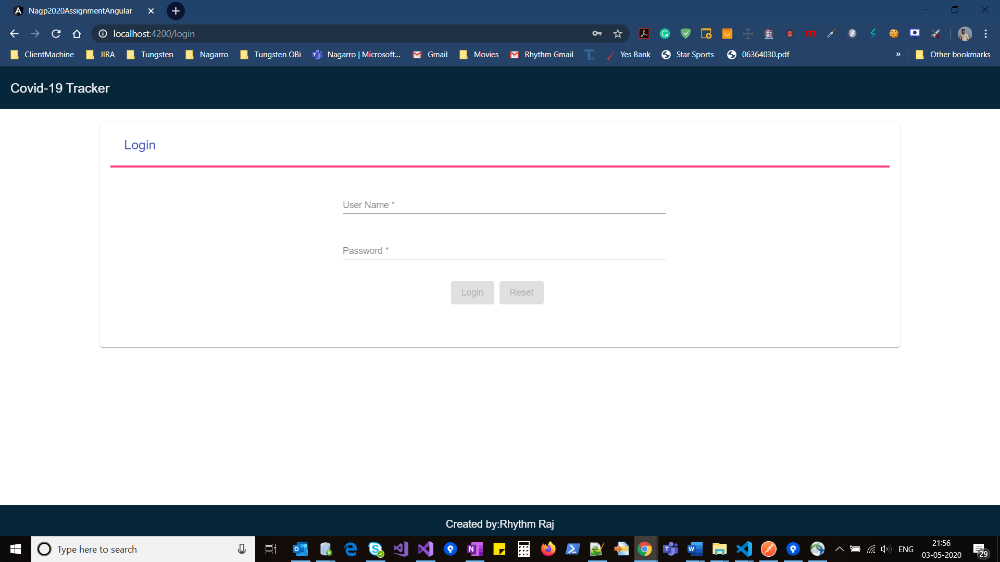 Nagp2020AssignmentAngular
localhost:4200/login
ClientMachine JIRA Tungsten Nagarro Tungsten OBi Nagarro | Microsoft... Gmail Movies Rhythm Gmail Yes Bank Star Sports 06364030.pdf » Other bookmarks
Covid-19 Tracker
Login
User Name *
Password *
Login Reset
Created by:Rhythm Raj
Type here to search
ENG
21:56
03-05-2020
29